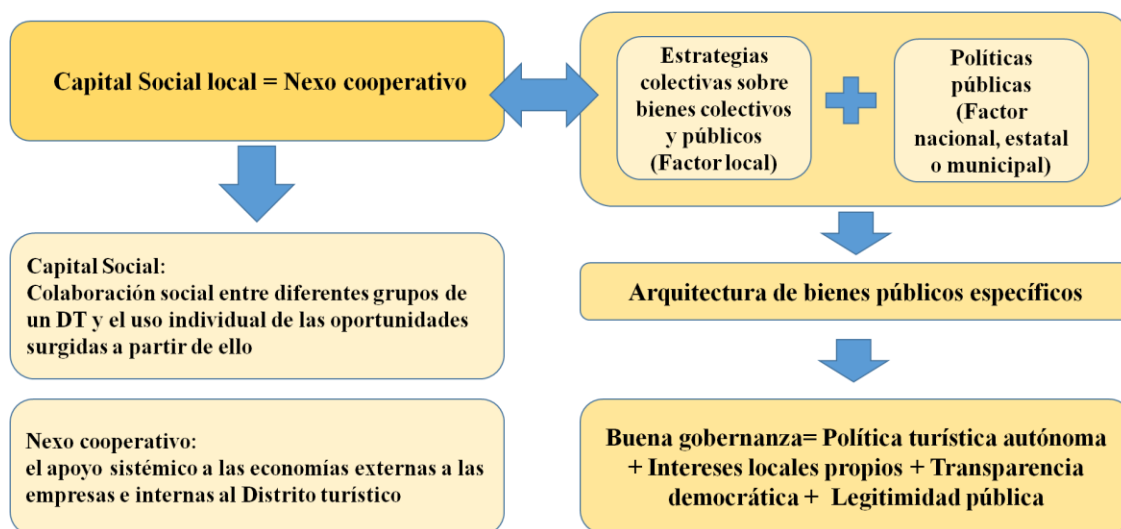 Capital Social local = Nexo cooperativo
Estrategias
colectivas sobre
bienes colectivos
y públicos
(Factor local)
Políticas
públicas
(Factor
nacional, estatal
o municipal)
Capital Social:
Colaboración social entre diferentes grupos de
un DT y el uso individual de las oportunidades
surgidas a partir de ello
Arquitectura de bienes públicos específicos
Nexo cooperativo:
el apoyo sistémico a las economías externas a las
empresas e internas al Distrito turístico
Buena gobernanza= Política turística autónoma
+ Intereses locales propios + Transparencia
democrática + Legitimidad pública